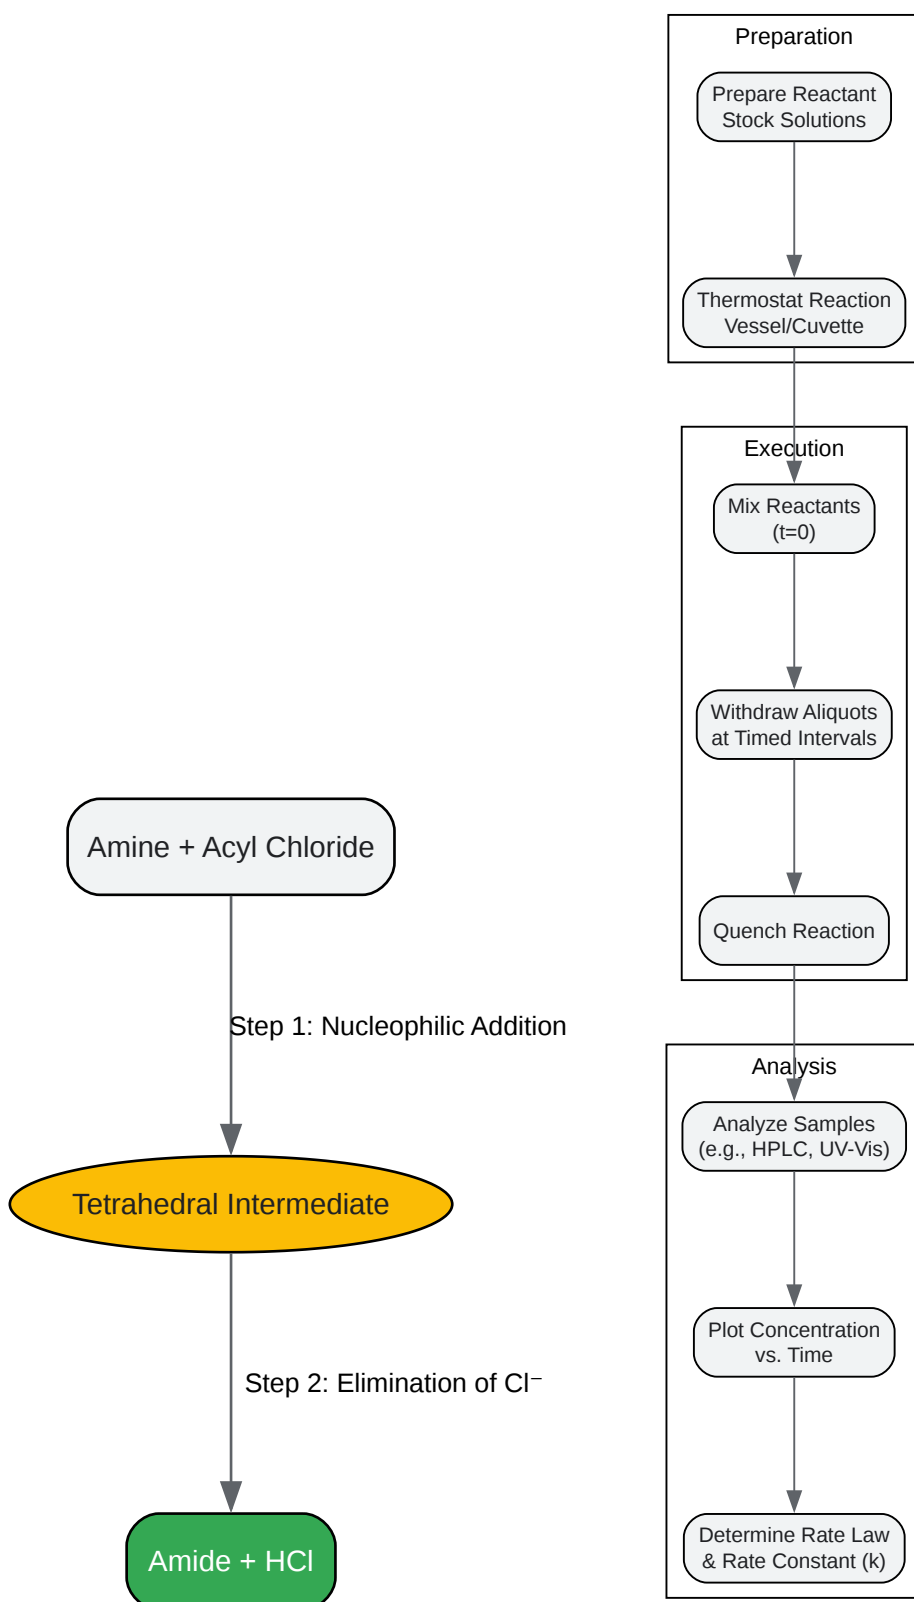 Preparation
Prepare Reactant
Stock Solutions
Thermostat Reaction
Vessel/Cuvette
Execution
Mix Reactants
(t=0)
Withdraw Aliquots
at Timed Intervals
Quench Reaction
Analysis
Analyze Samples
(e.g., HPLC, UV-Vis)
Plot Concentration
vs. Time
Determine Rate Law
& Rate Constant (k)
Amine + Acyl Chloride
Step 1: Nucleophilic Addition
Tetrahedral Intermediate
Step 2: Elimination of Cl⁻
Amide + HCl